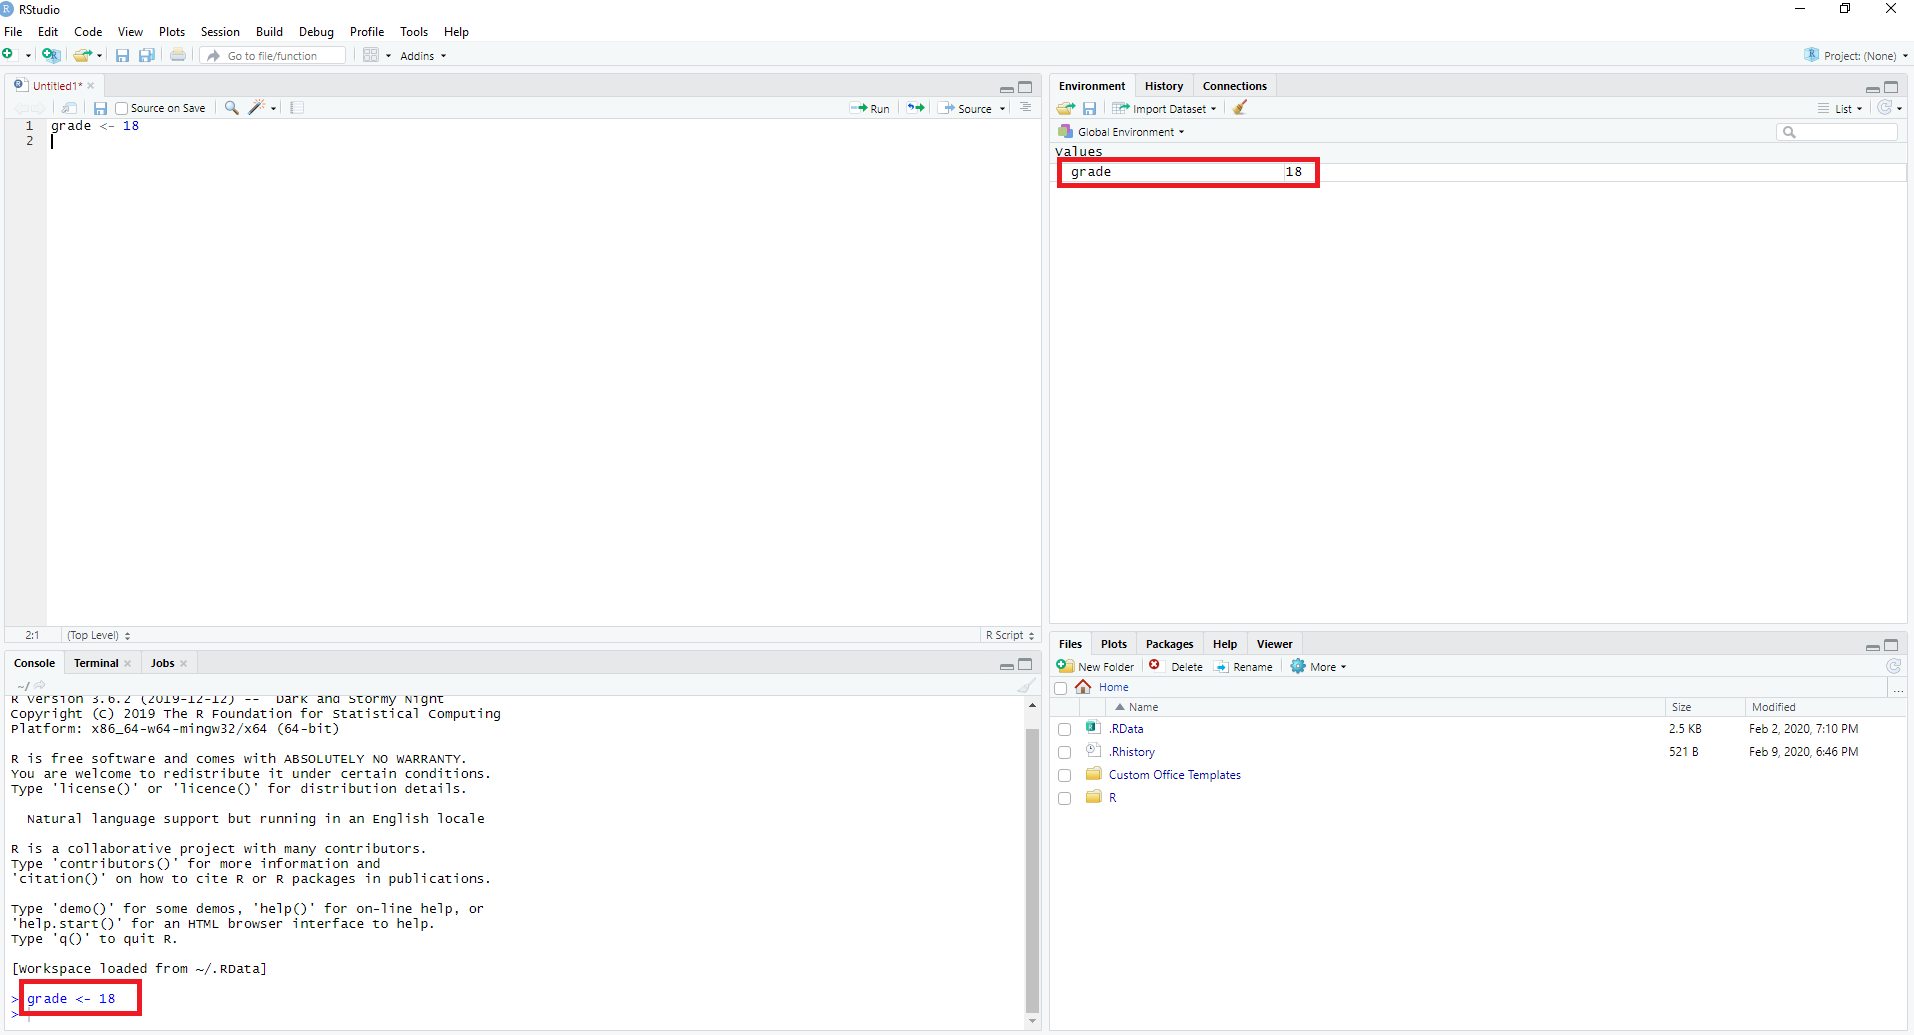 RStudio
File Edit Code View Plots Session Build Debug Profile Tools Help
Go to file/function Addins Project: (None)
Untitled1*
Source on Save Run Source
1 grade <- 18
2
2:1 (Top Level) R Script
Console Terminal Jobs
~/
R version 3.6.2 (2019-12-12) -- "Dark and Stormy Night"
Copyright (C) 2019 The R Foundation for Statistical Computing
Platform: x86_64-w64-mingw32/x64 (64-bit)
R is free software and comes with ABSOLUTELY NO WARRANTY.
You are welcome to redistribute it under certain conditions.
Type 'license()' or 'licence()' for distribution details.
Natural language support but running in an English locale
R is a collaborative project with many contributors.
Type 'contributors()' for more information and
'citation()' on how to cite R or R packages in publications.
Type 'demo()' for some demos, 'help()' for on-line help, or
'help.start()' for an HTML browser interface to help.
Type 'q()' to quit R.
[Workspace loaded from ~/.RData]
> grade <- 18
>
Environment History Connections
Import Dataset List
Global Environment
Values
grade 18
Files Plots Packages Help Viewer
New Folder Delete Rename More
Home ...
Name Size Modified
.RData 2.5 KB Feb 2, 2020, 7:10 PM
.Rhistory 521 B Feb 9, 2020, 6:46 PM
Custom Office Templates
R